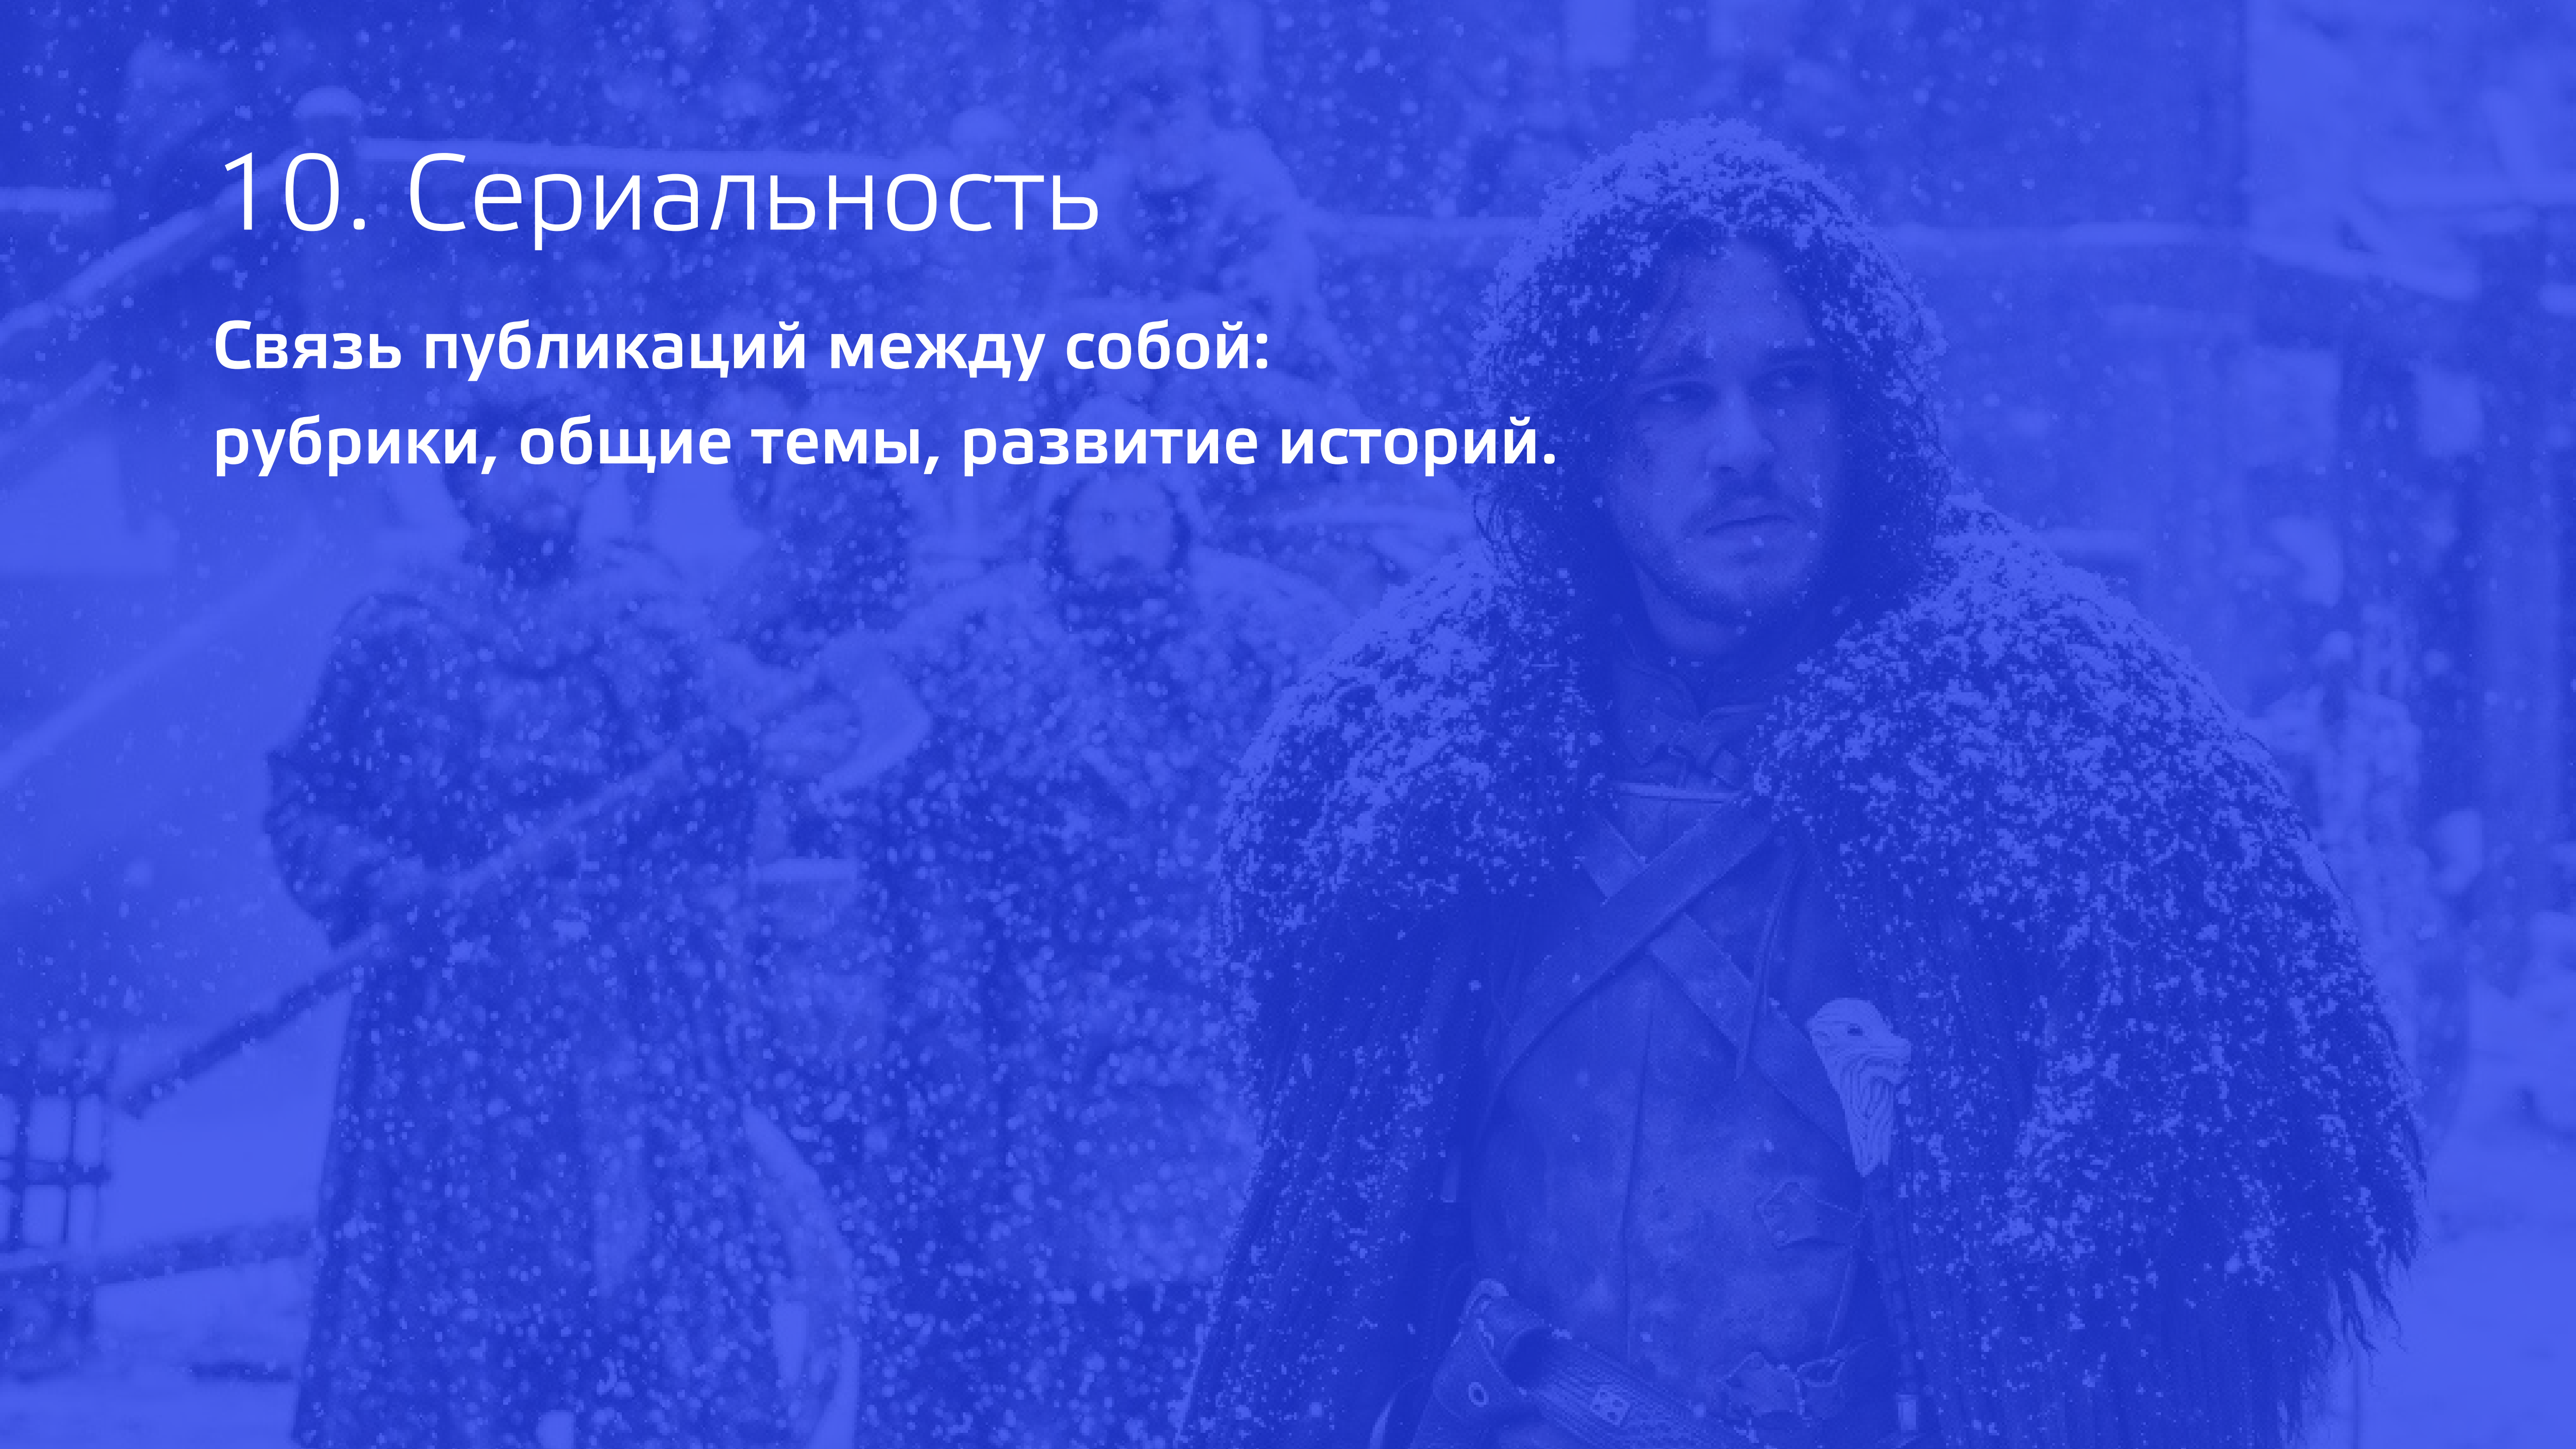 10. Сериальность
Связь публикаций между собой:
рубрики, общие темы, развитие историй.